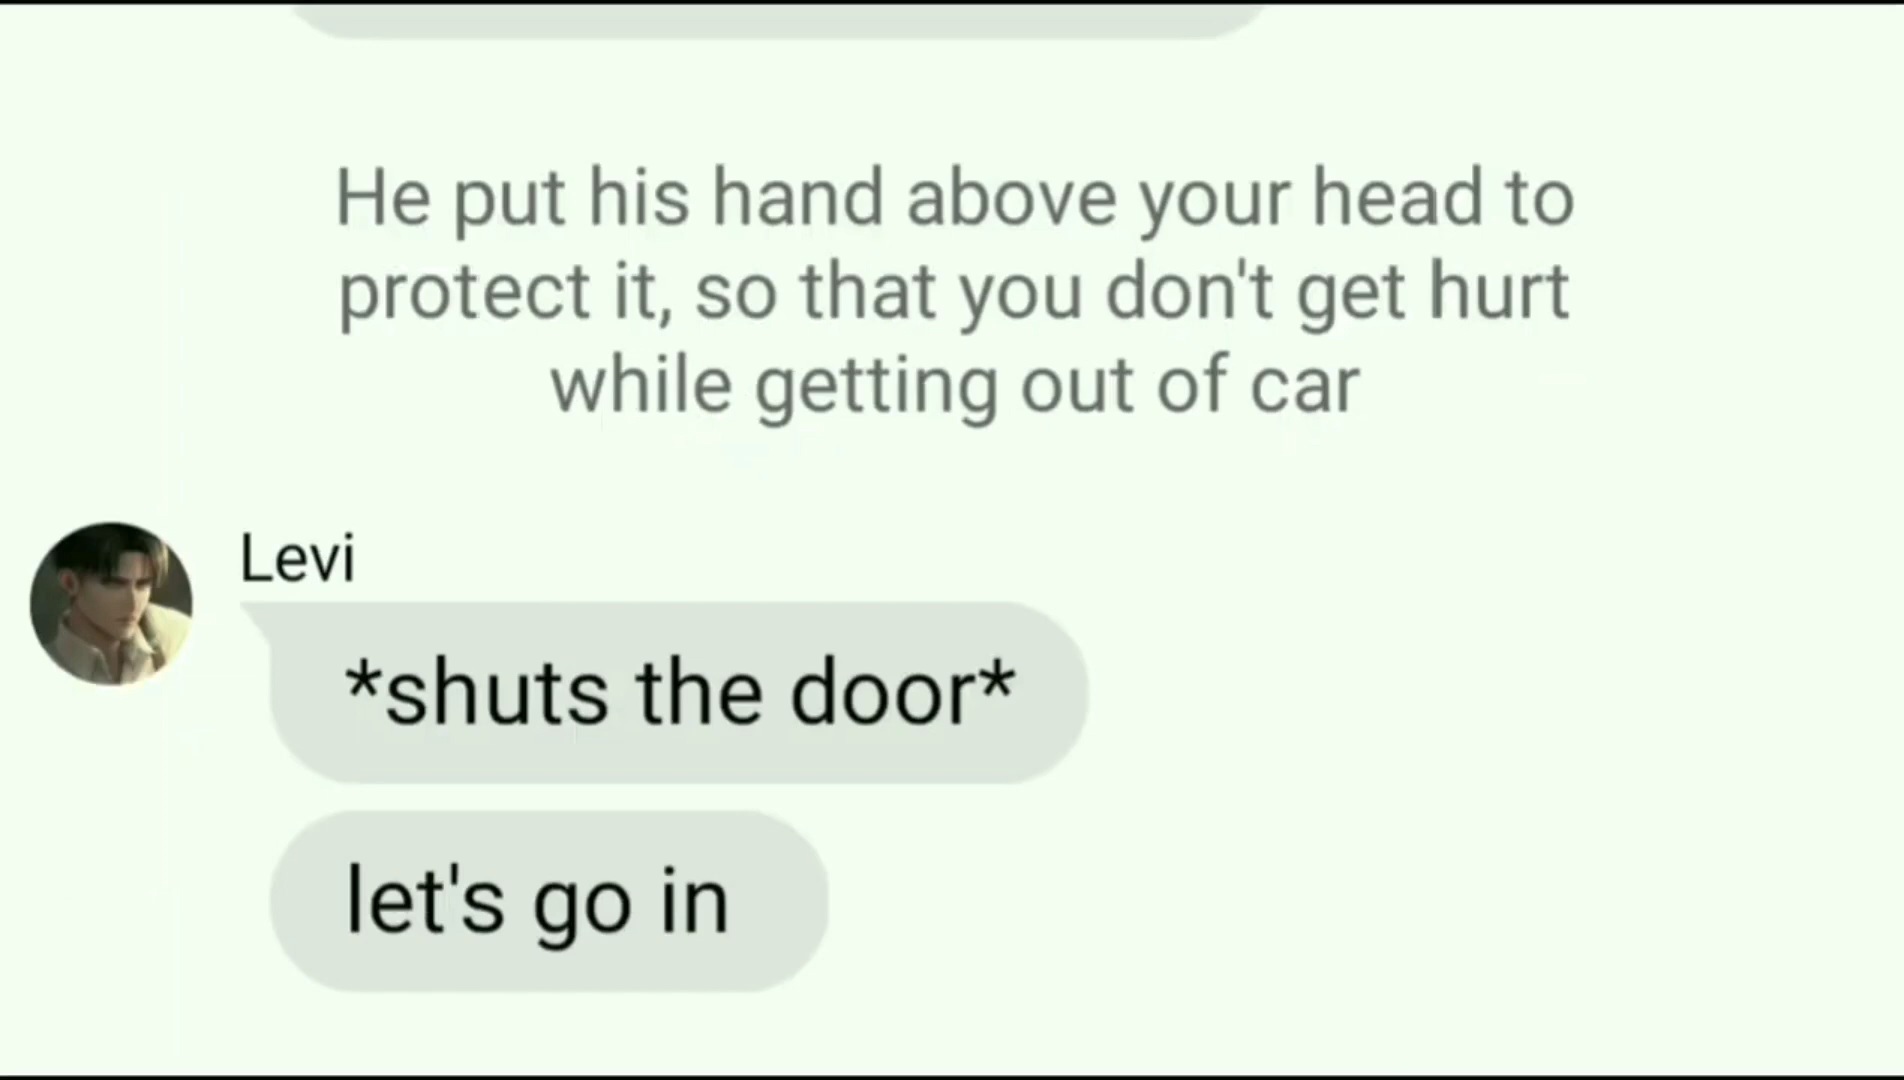 He put his hand above your head to
protect it, so that you don't get hurt
while getting out of car
Levi
*shuts the door*
let's go in